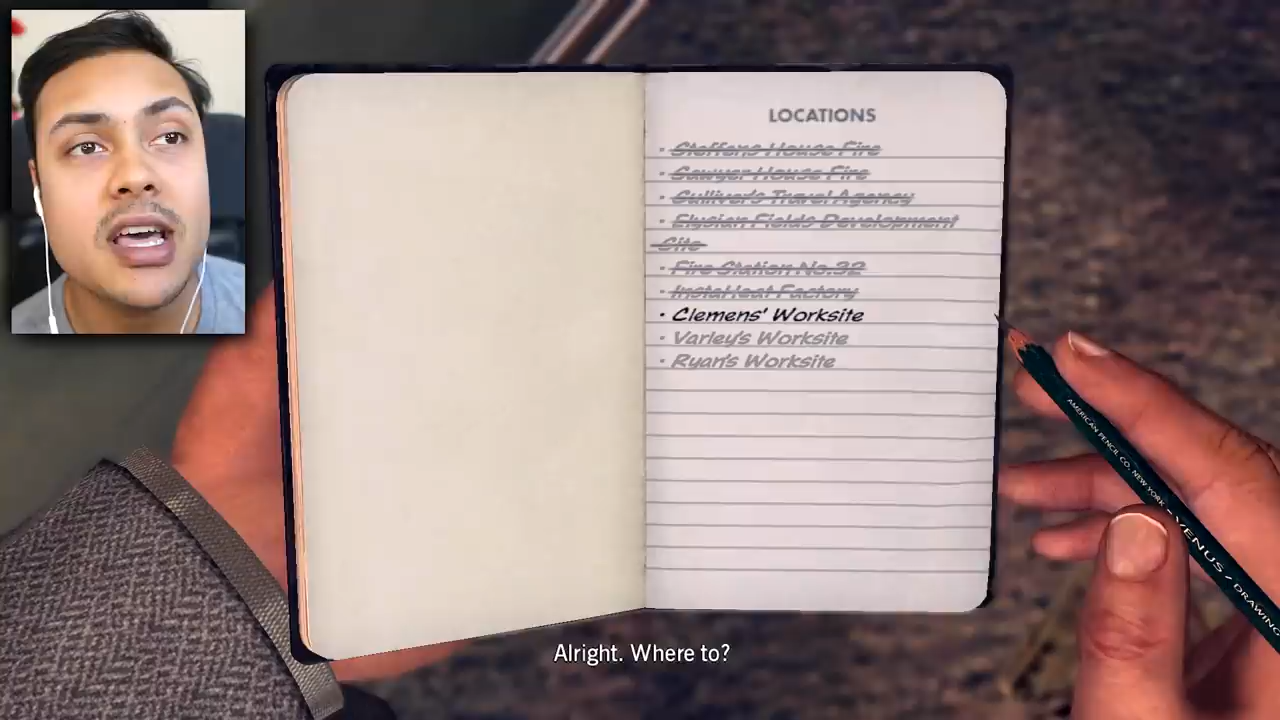 LOCATIONS
· Steffens House Fire
· Sawyer House Fire
· Gulliver's Travel Agency
· Elysian Fields Development
Site
· Fire Station No.32
· InstaHeat Factory
· Clemens' Worksite
· Varley's Worksite
· Ryan's Worksite
AMERICAN PENCIL CO. NEW YORK
VENUS / DRAWING
Alright. Where to?